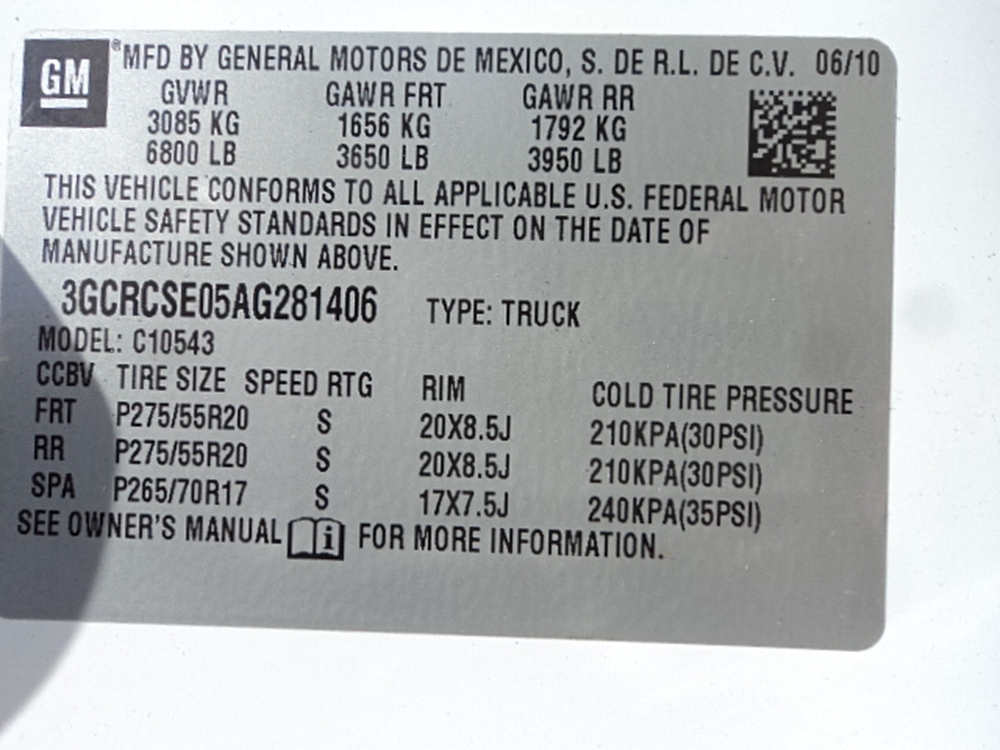 GM ® MFD BY GENERAL MOTORS DE MEXICO, S. DE R.L. DE C.V. 06/10
GVWR GAWR FRT GAWR RR
3085 KG 1656 KG 1792 KG
6800 LB 3650 LB 3950 LB
THIS VEHICLE CONFORMS TO ALL APPLICABLE U.S. FEDERAL MOTOR
VEHICLE SAFETY STANDARDS IN EFFECT ON THE DATE OF
MANUFACTURE SHOWN ABOVE.
3GCRCSE05AG281406 TYPE: TRUCK
MODEL: C10543
CCBV TIRE SIZE SPEED RTG RIM COLD TIRE PRESSURE
FRT P275/55R20 S 20X8.5J 210KPA(30PSI)
RR P275/55R20 S 20X8.5J 210KPA(30PSI)
SPA P265/70R17 S 17X7.5J 240KPA(35PSI)
SEE OWNER'S MANUAL i FOR MORE INFORMATION.